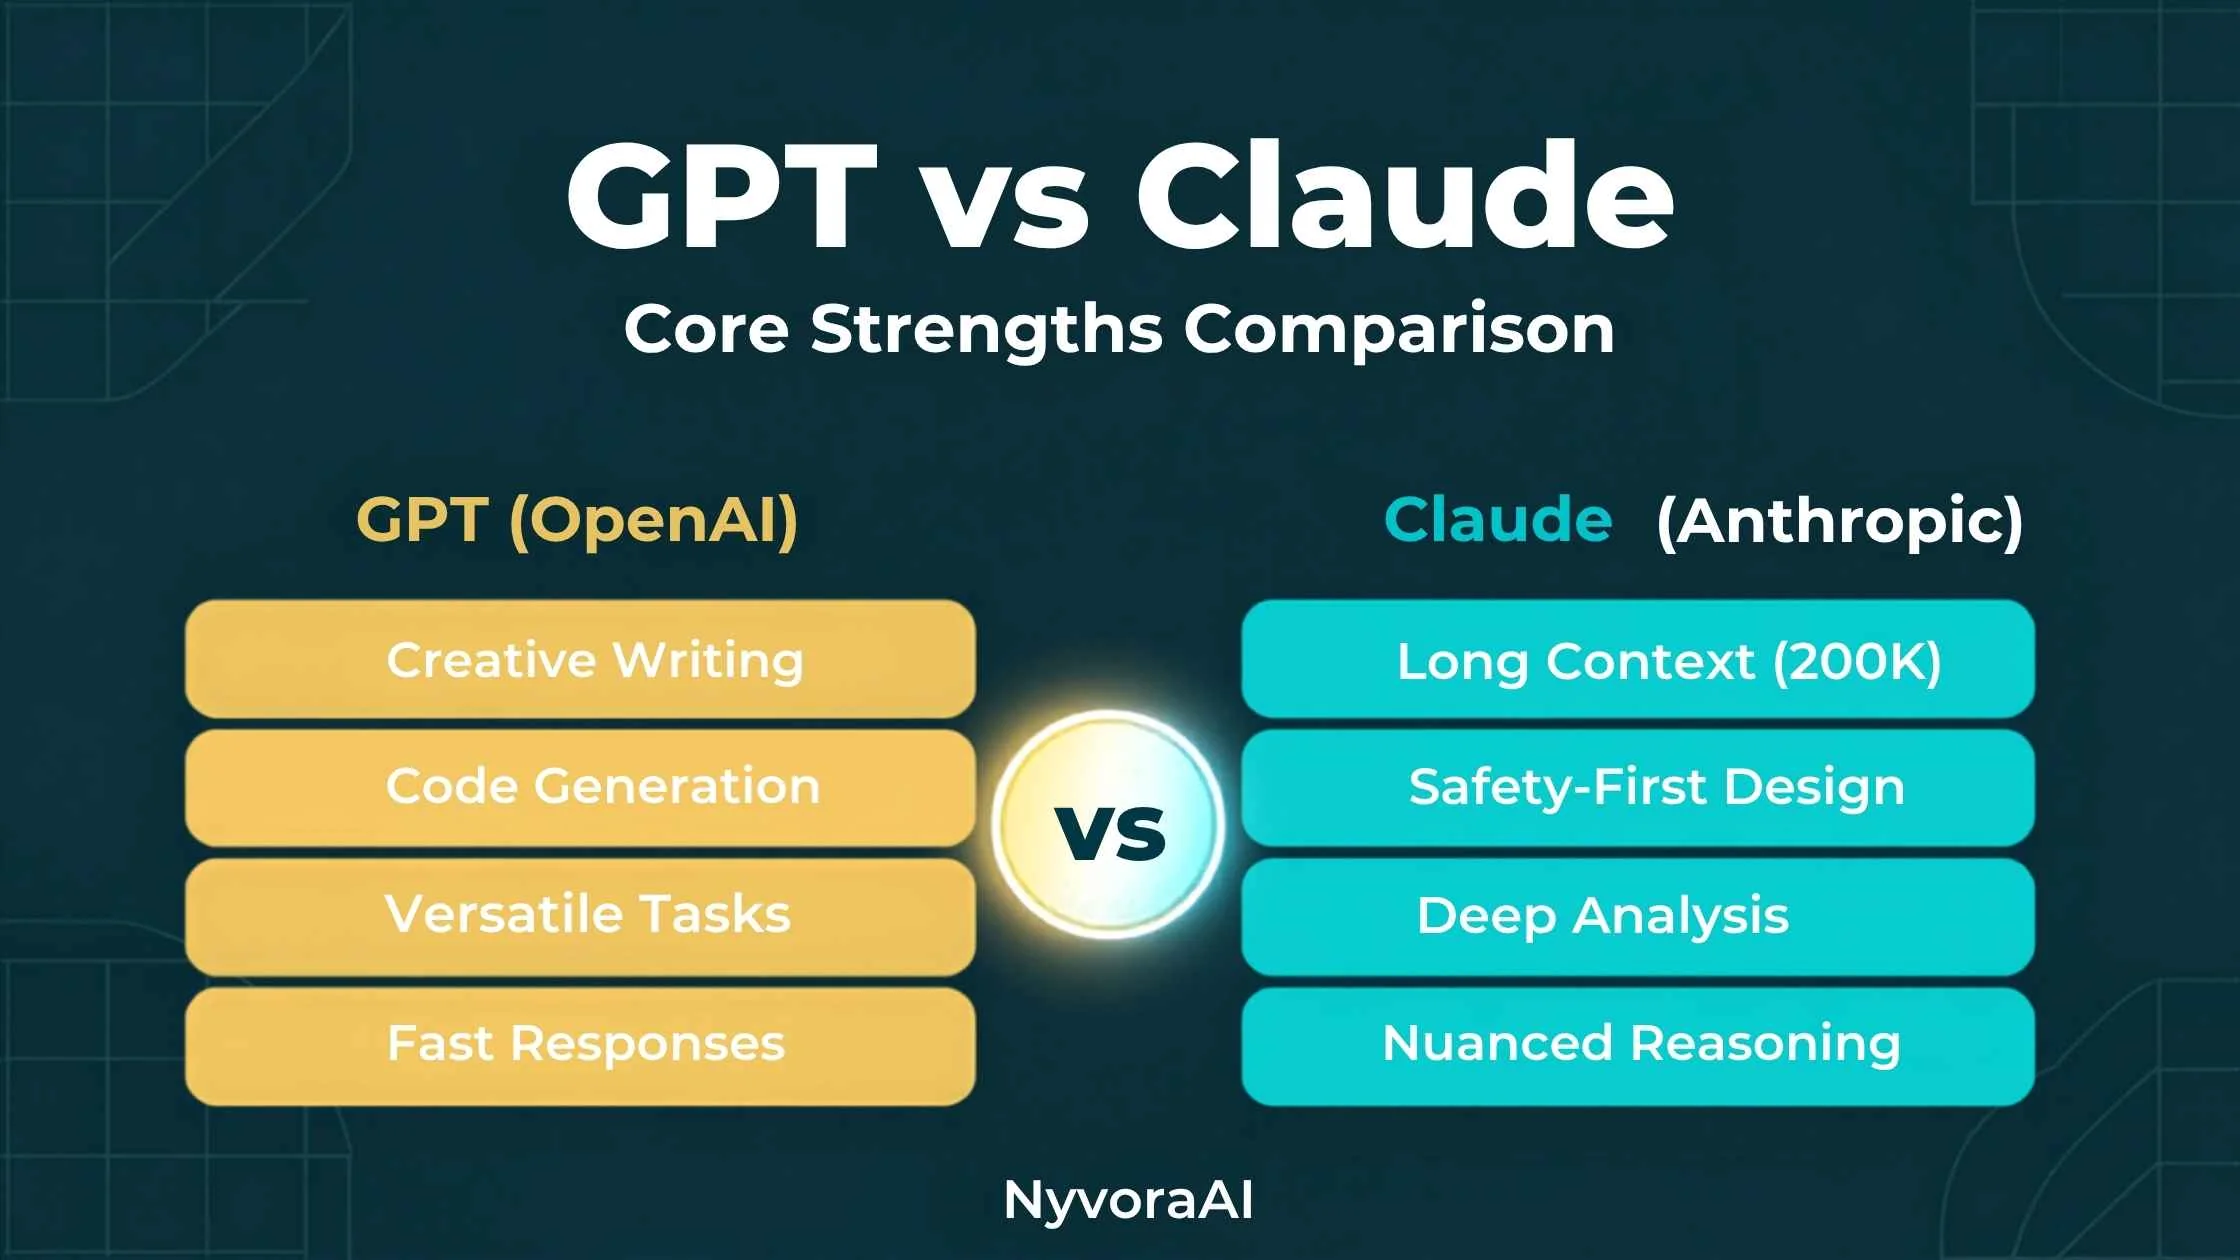 GPT vs Claude
Core Strengths Comparison
GPT (OpenAI)
Creative Writing
Code Generation
Versatile Tasks
Fast Responses
vs
Claude (Anthropic)
Long Context (200K)
Safety-First Design
Deep Analysis
Nuanced Reasoning
NyvoraAI